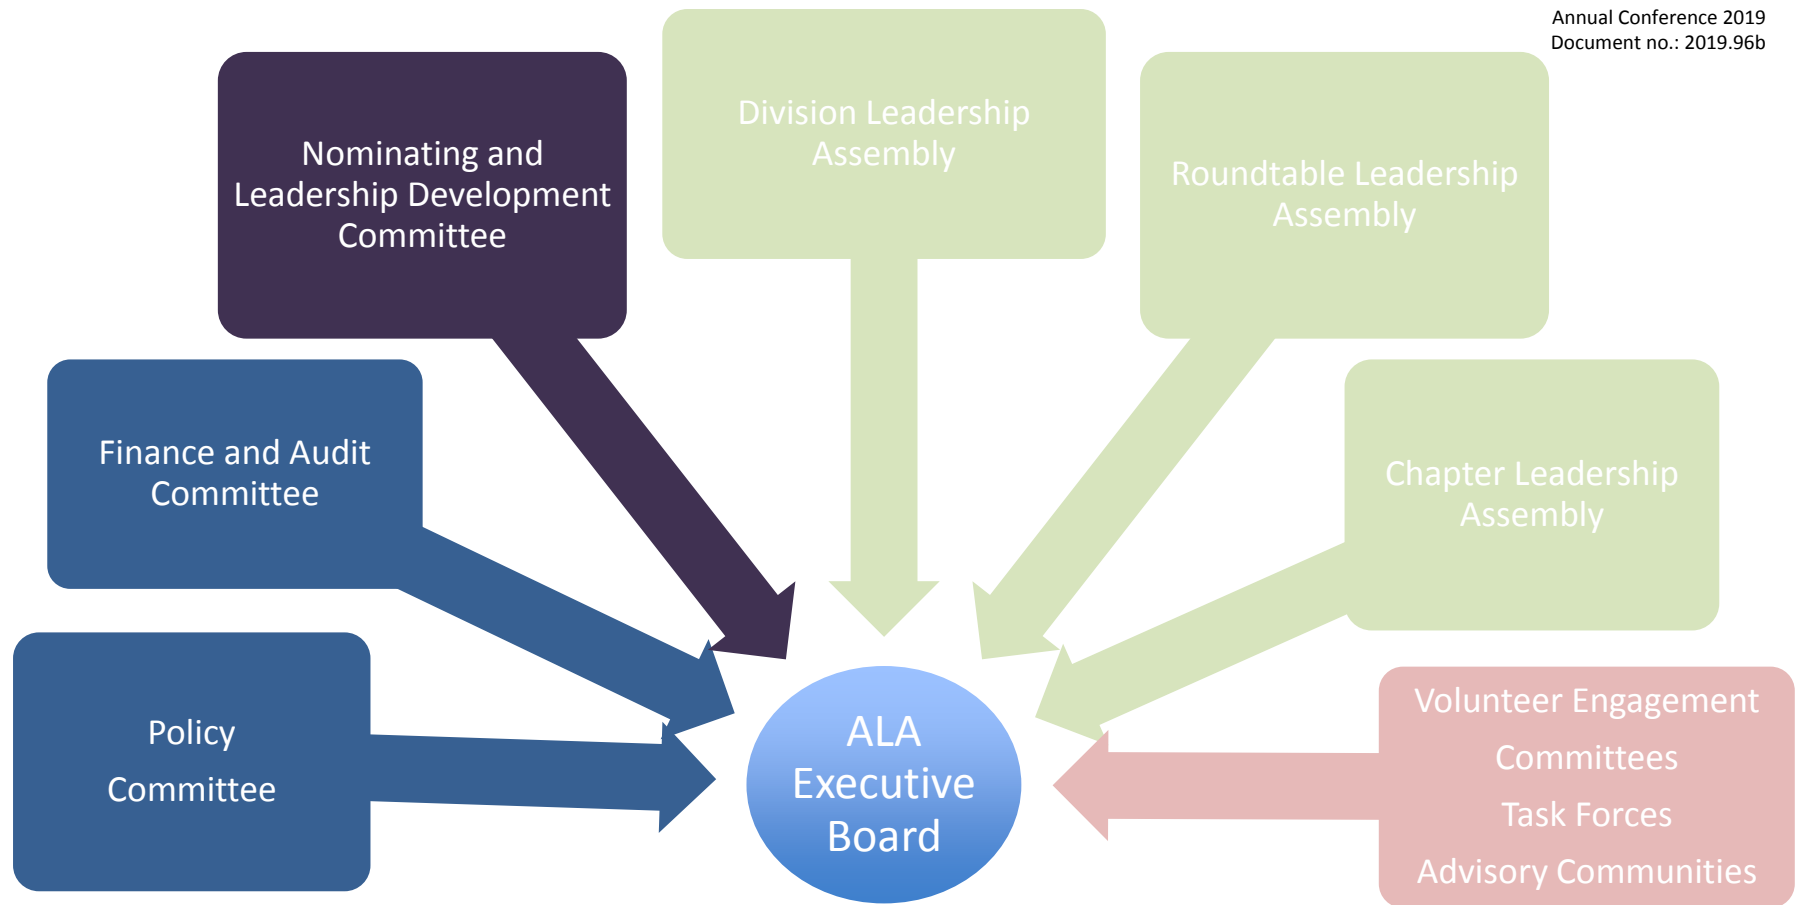 Annual Conference 2019
Document no.: 2019.96b
Division Leadership
Assembly
Nominating and
Leadership Development
Committee
Roundtable Leadership
Assembly
Finance and Audit
Committee
Chapter Leadership
Assembly
Policy
Committee
ALA
Executive
Board
Volunteer Engagement
Committees
Task Forces
Advisory Communities